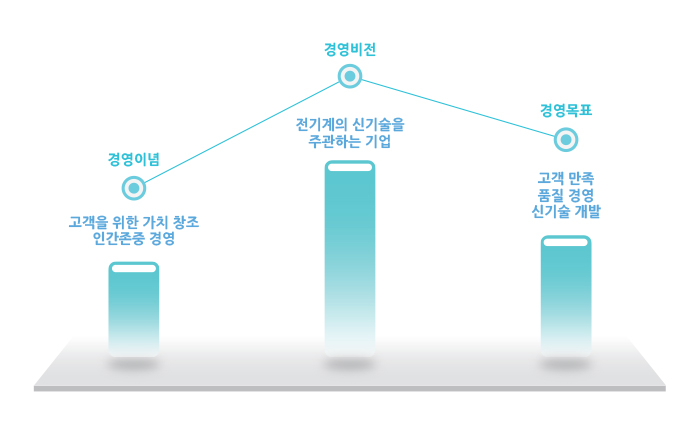 경영비전
전기계의 신기술을
주관하는 기업
경영목표
고객 만족
품질 경영
신기술 개발
경영이념
고객을 위한 가치 창조
인간존중 경영